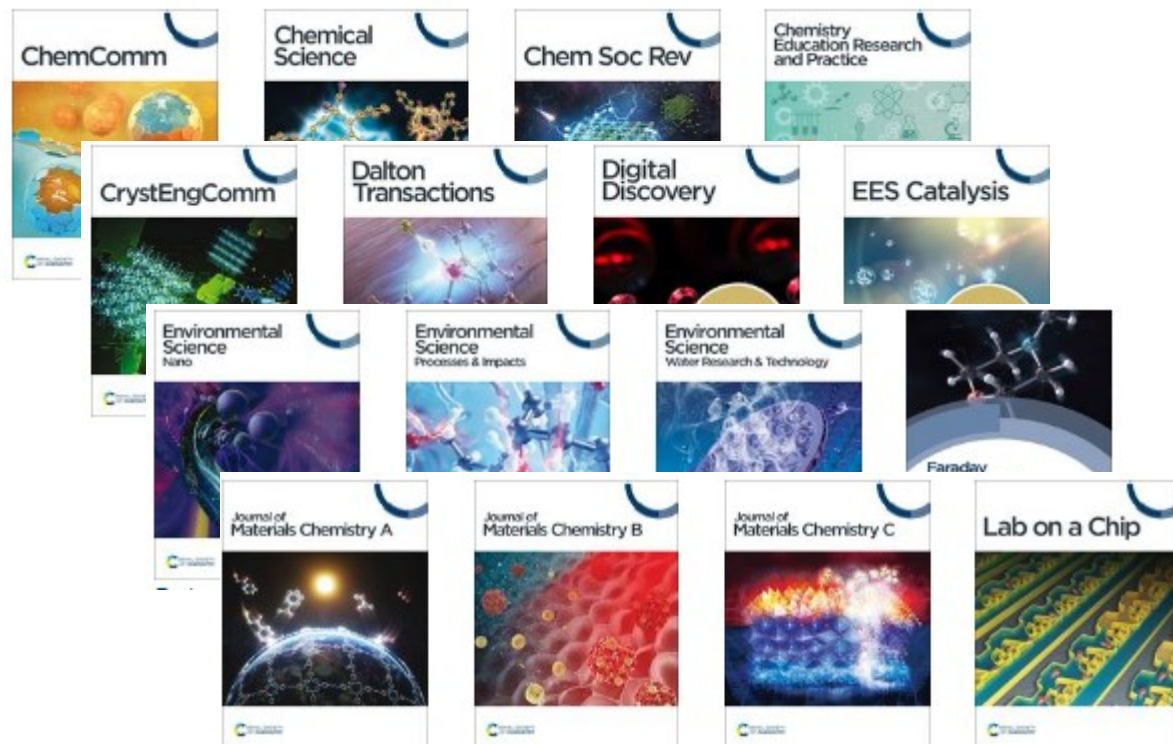 ChemComm
Chemical
Science
Chem Soc Rev
Chemistry
Education Research
and Practice
CrystEngComm
Dalton
Transactions
Digital
Discovery
EES Catalysis
Environmental
Science
Nano
Environmental
Science
Processes & Impacts
Environmental
Science
Water Research & Technology
Faraday
Journal of
Materials Chemistry A
Journal of
Materials Chemistry B
Journal of
Materials Chemistry C
Lab on a Chip